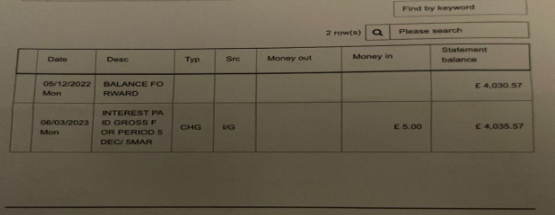 Find by keyword
2 row(s) Please search
Date Desc Typ Src Money out Money in Statement
balance
05/12/2022 BALANCE FO £ 4,030.57
Mon RWARD
06/03/2023 INTEREST PA CHG I/G £ 5.00 £ 4,035.57
Mon ID GROSS F
OR PERIOD 5
DEC/ 5MAR